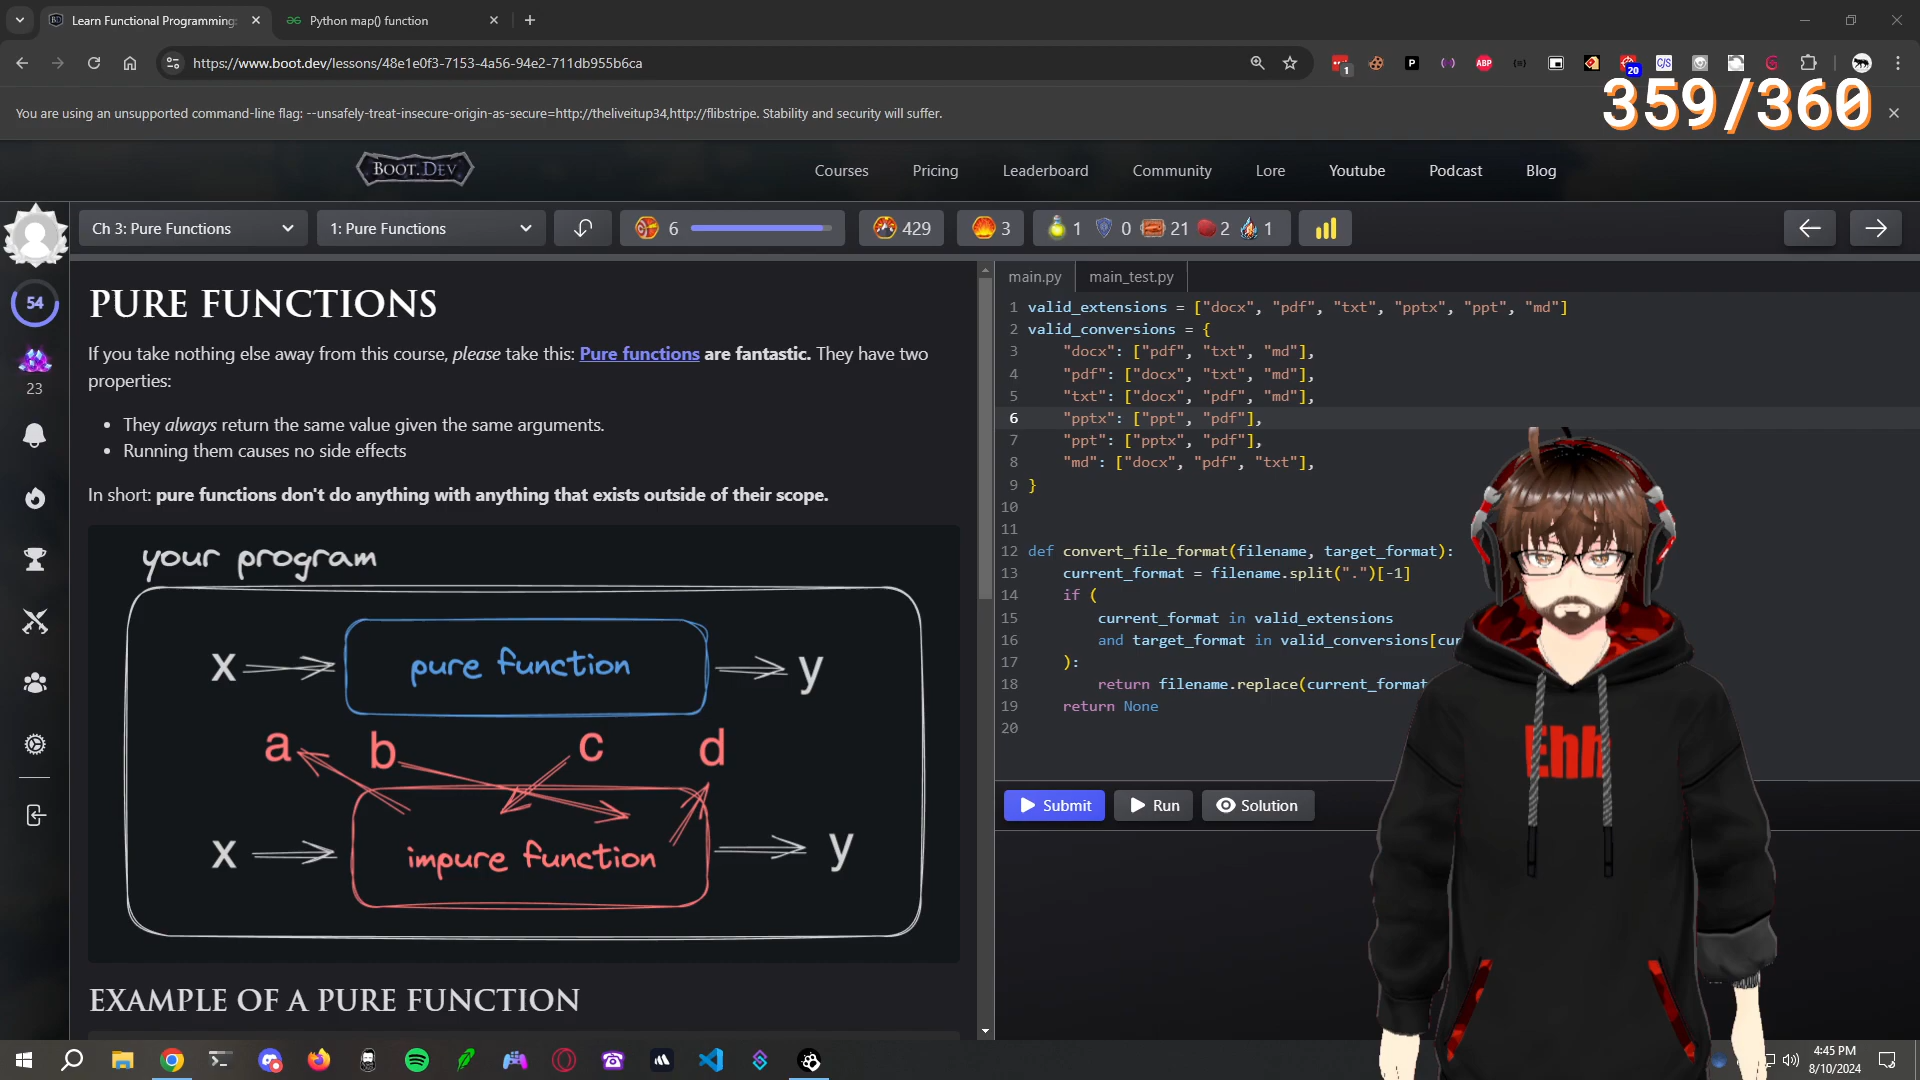 Learn Functional Programming:
Python map() function
https://www.boot.dev/lessons/48e1e0f3-7153-4a56-94e2-711db955b6ca
You are using an unsupported command-line flag: --unsafely-treat-insecure-origin-as-secure=http://theliveitup34,http://flibstripe. Stability and security will suffer.
359/360
BOOT.DEV
Courses
Pricing
Leaderboard
Community
Lore
Youtube
Podcast
Blog
Ch 3: Pure Functions
1: Pure Functions
6
429
3
1
0
21
2
1
54
23
PURE FUNCTIONS
If you take nothing else away from this course, please take this: Pure functions are fantastic. They have two
properties:
• They always return the same value given the same arguments.
• Running them causes no side effects
In short: pure functions don't do anything with anything that exists outside of their scope.
your program
x
pure function
y
a
b
c
d
x
impure function
y
EXAMPLE OF A PURE FUNCTION
main.py
main_test.py
1 valid_extensions = ["docx", "pdf", "txt", "pptx", "ppt", "md"]
2 valid_conversions = {
3     "docx": ["pdf", "txt", "md"],
4     "pdf": ["docx", "txt", "md"],
5     "txt": ["docx", "pdf", "md"],
6     "pptx": ["ppt", "pdf"],
7     "ppt": ["pptx", "pdf"],
8     "md": ["docx", "pdf", "txt"],
9 }
10
11
12 def convert_file_format(filename, target_format):
13     current_format = filename.split(".")[-1]
14     if (
15         current_format in valid_extensions
16         and target_format in valid_conversions[cu
17     ):
18         return filename.replace(current_format
19     return None
20
Submit
Run
Solution
Ehh
4:45 PM
8/10/2024